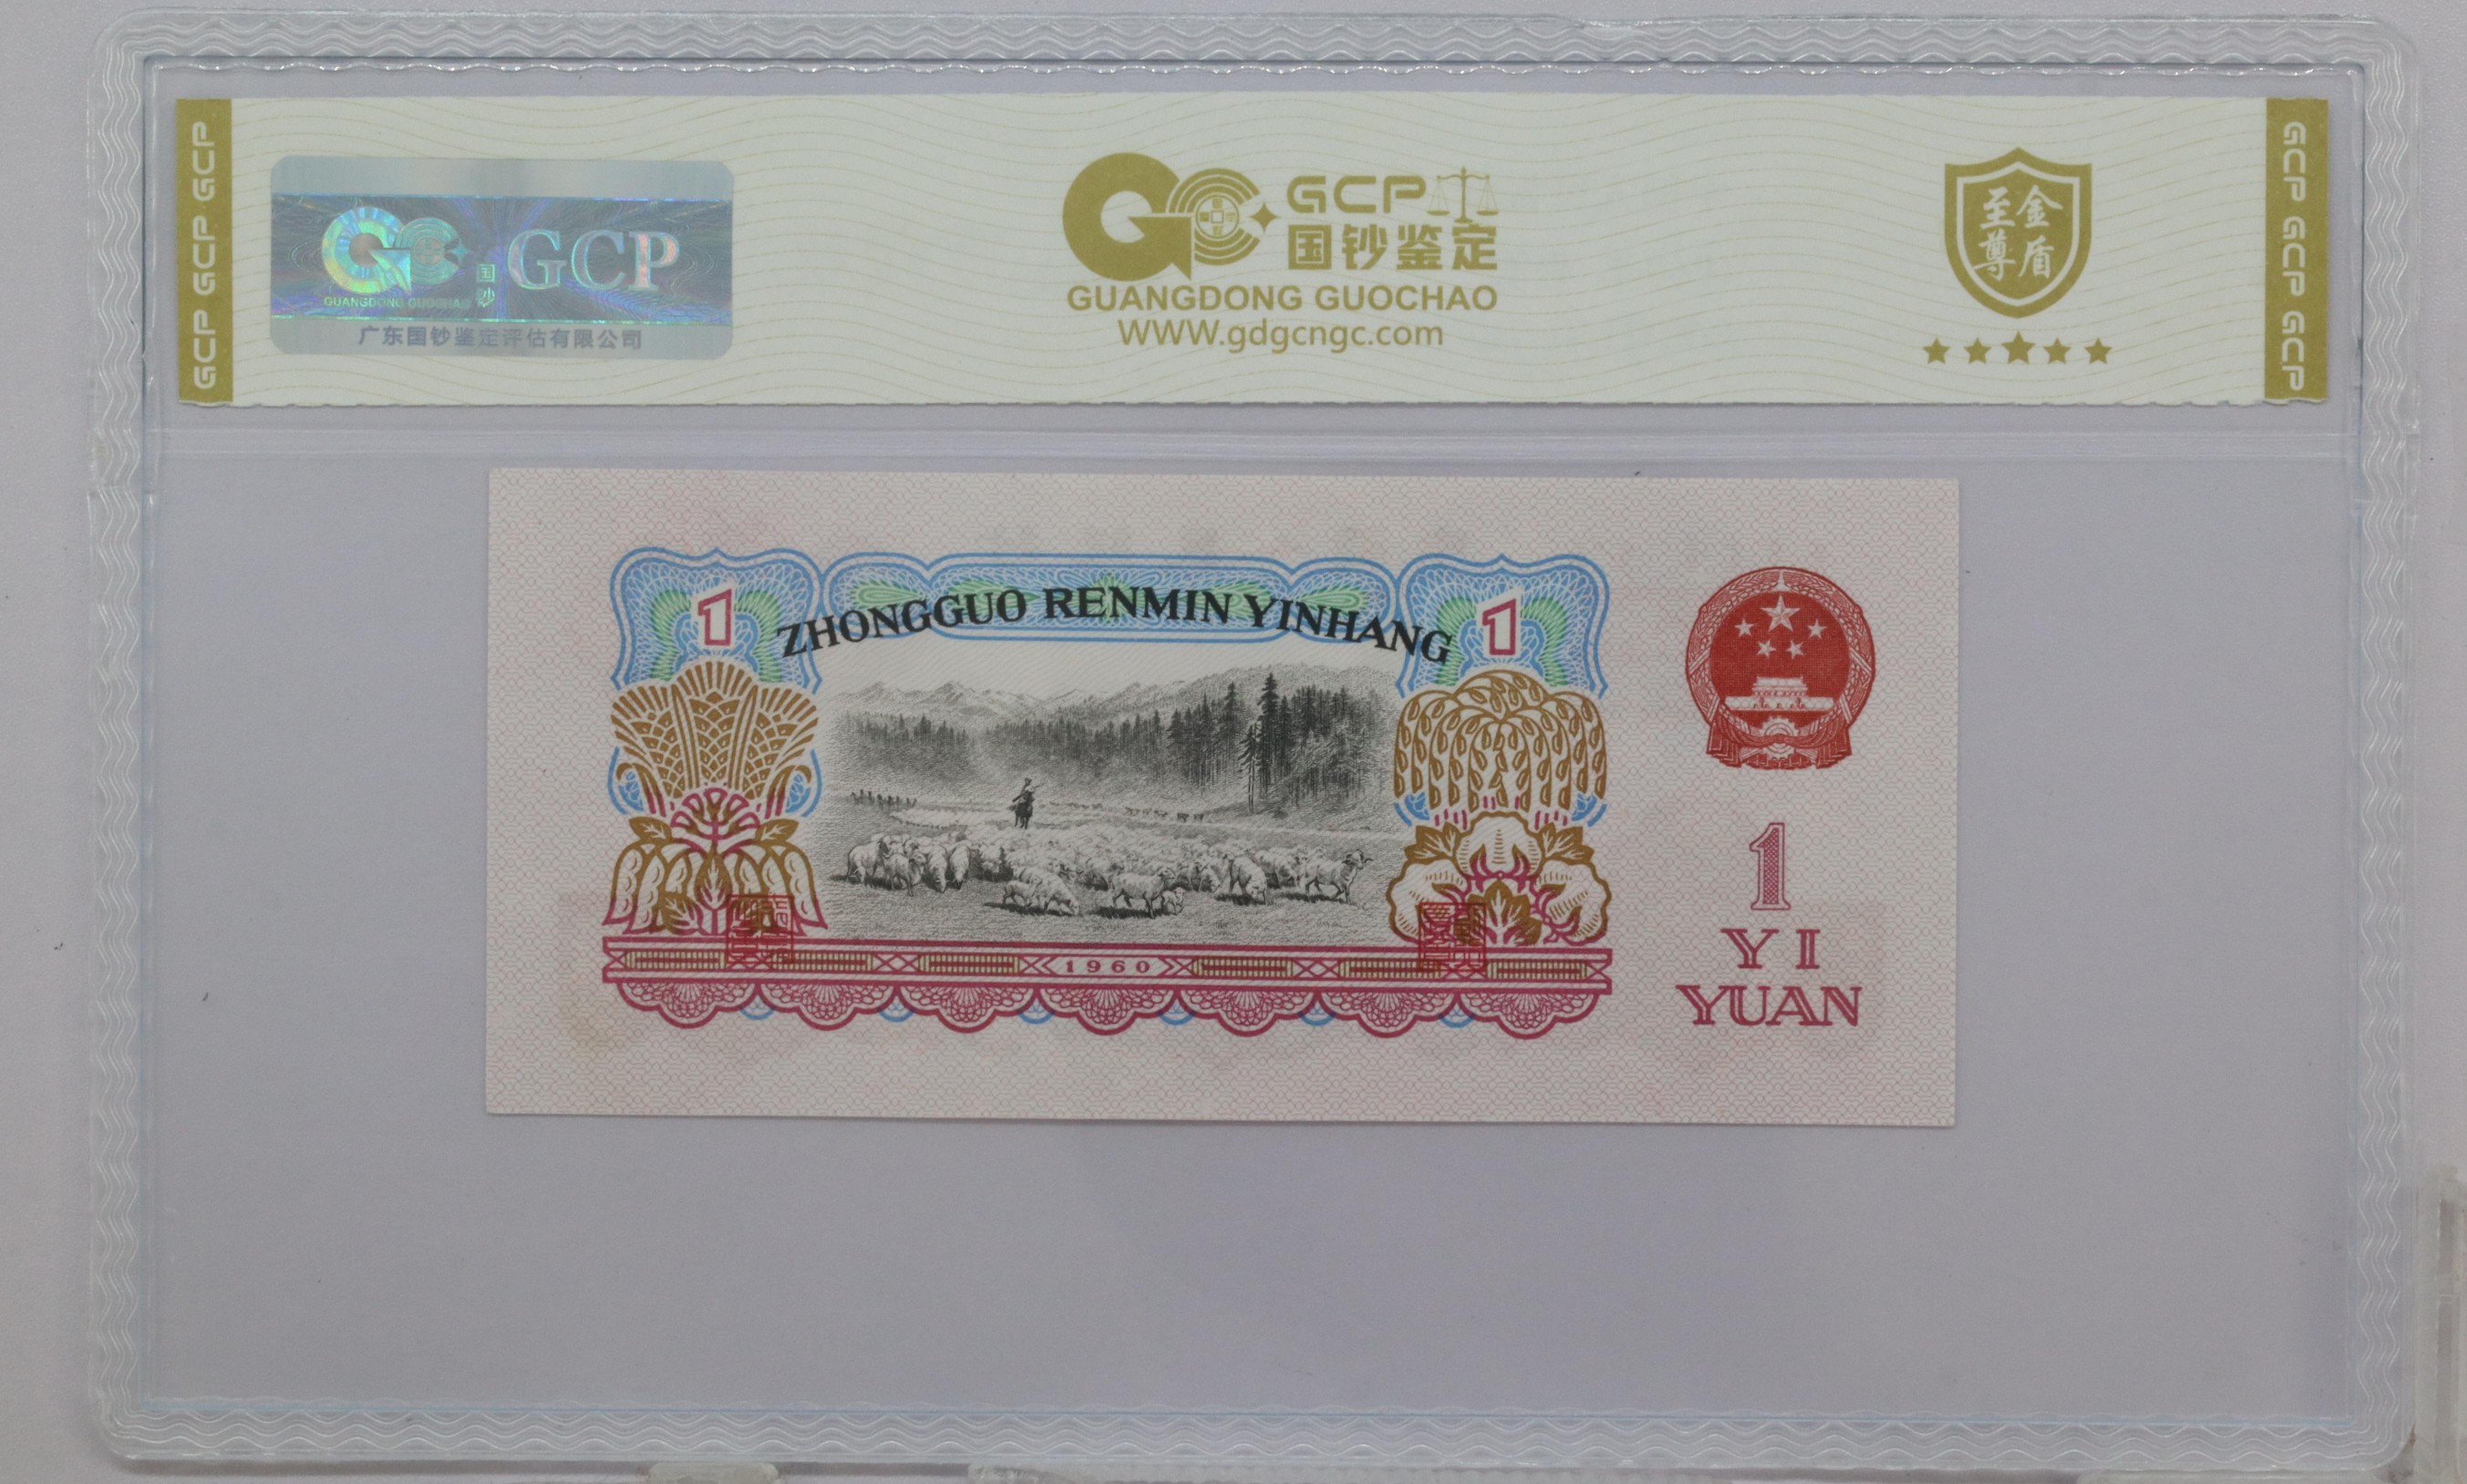 GCP GCP GCP
国钞
GCP
GUANGDONG GUOCHAO
广东国钞鉴定评估有限公司
GCP
国钞鉴定
GUANGDONG GUOCHAO
WWW.gdgcngc.com
至尊
金盾
GCP GCP GCP
1
ZHONGGUO RENMIN YINHANG
1
1960
1
YI
YUAN